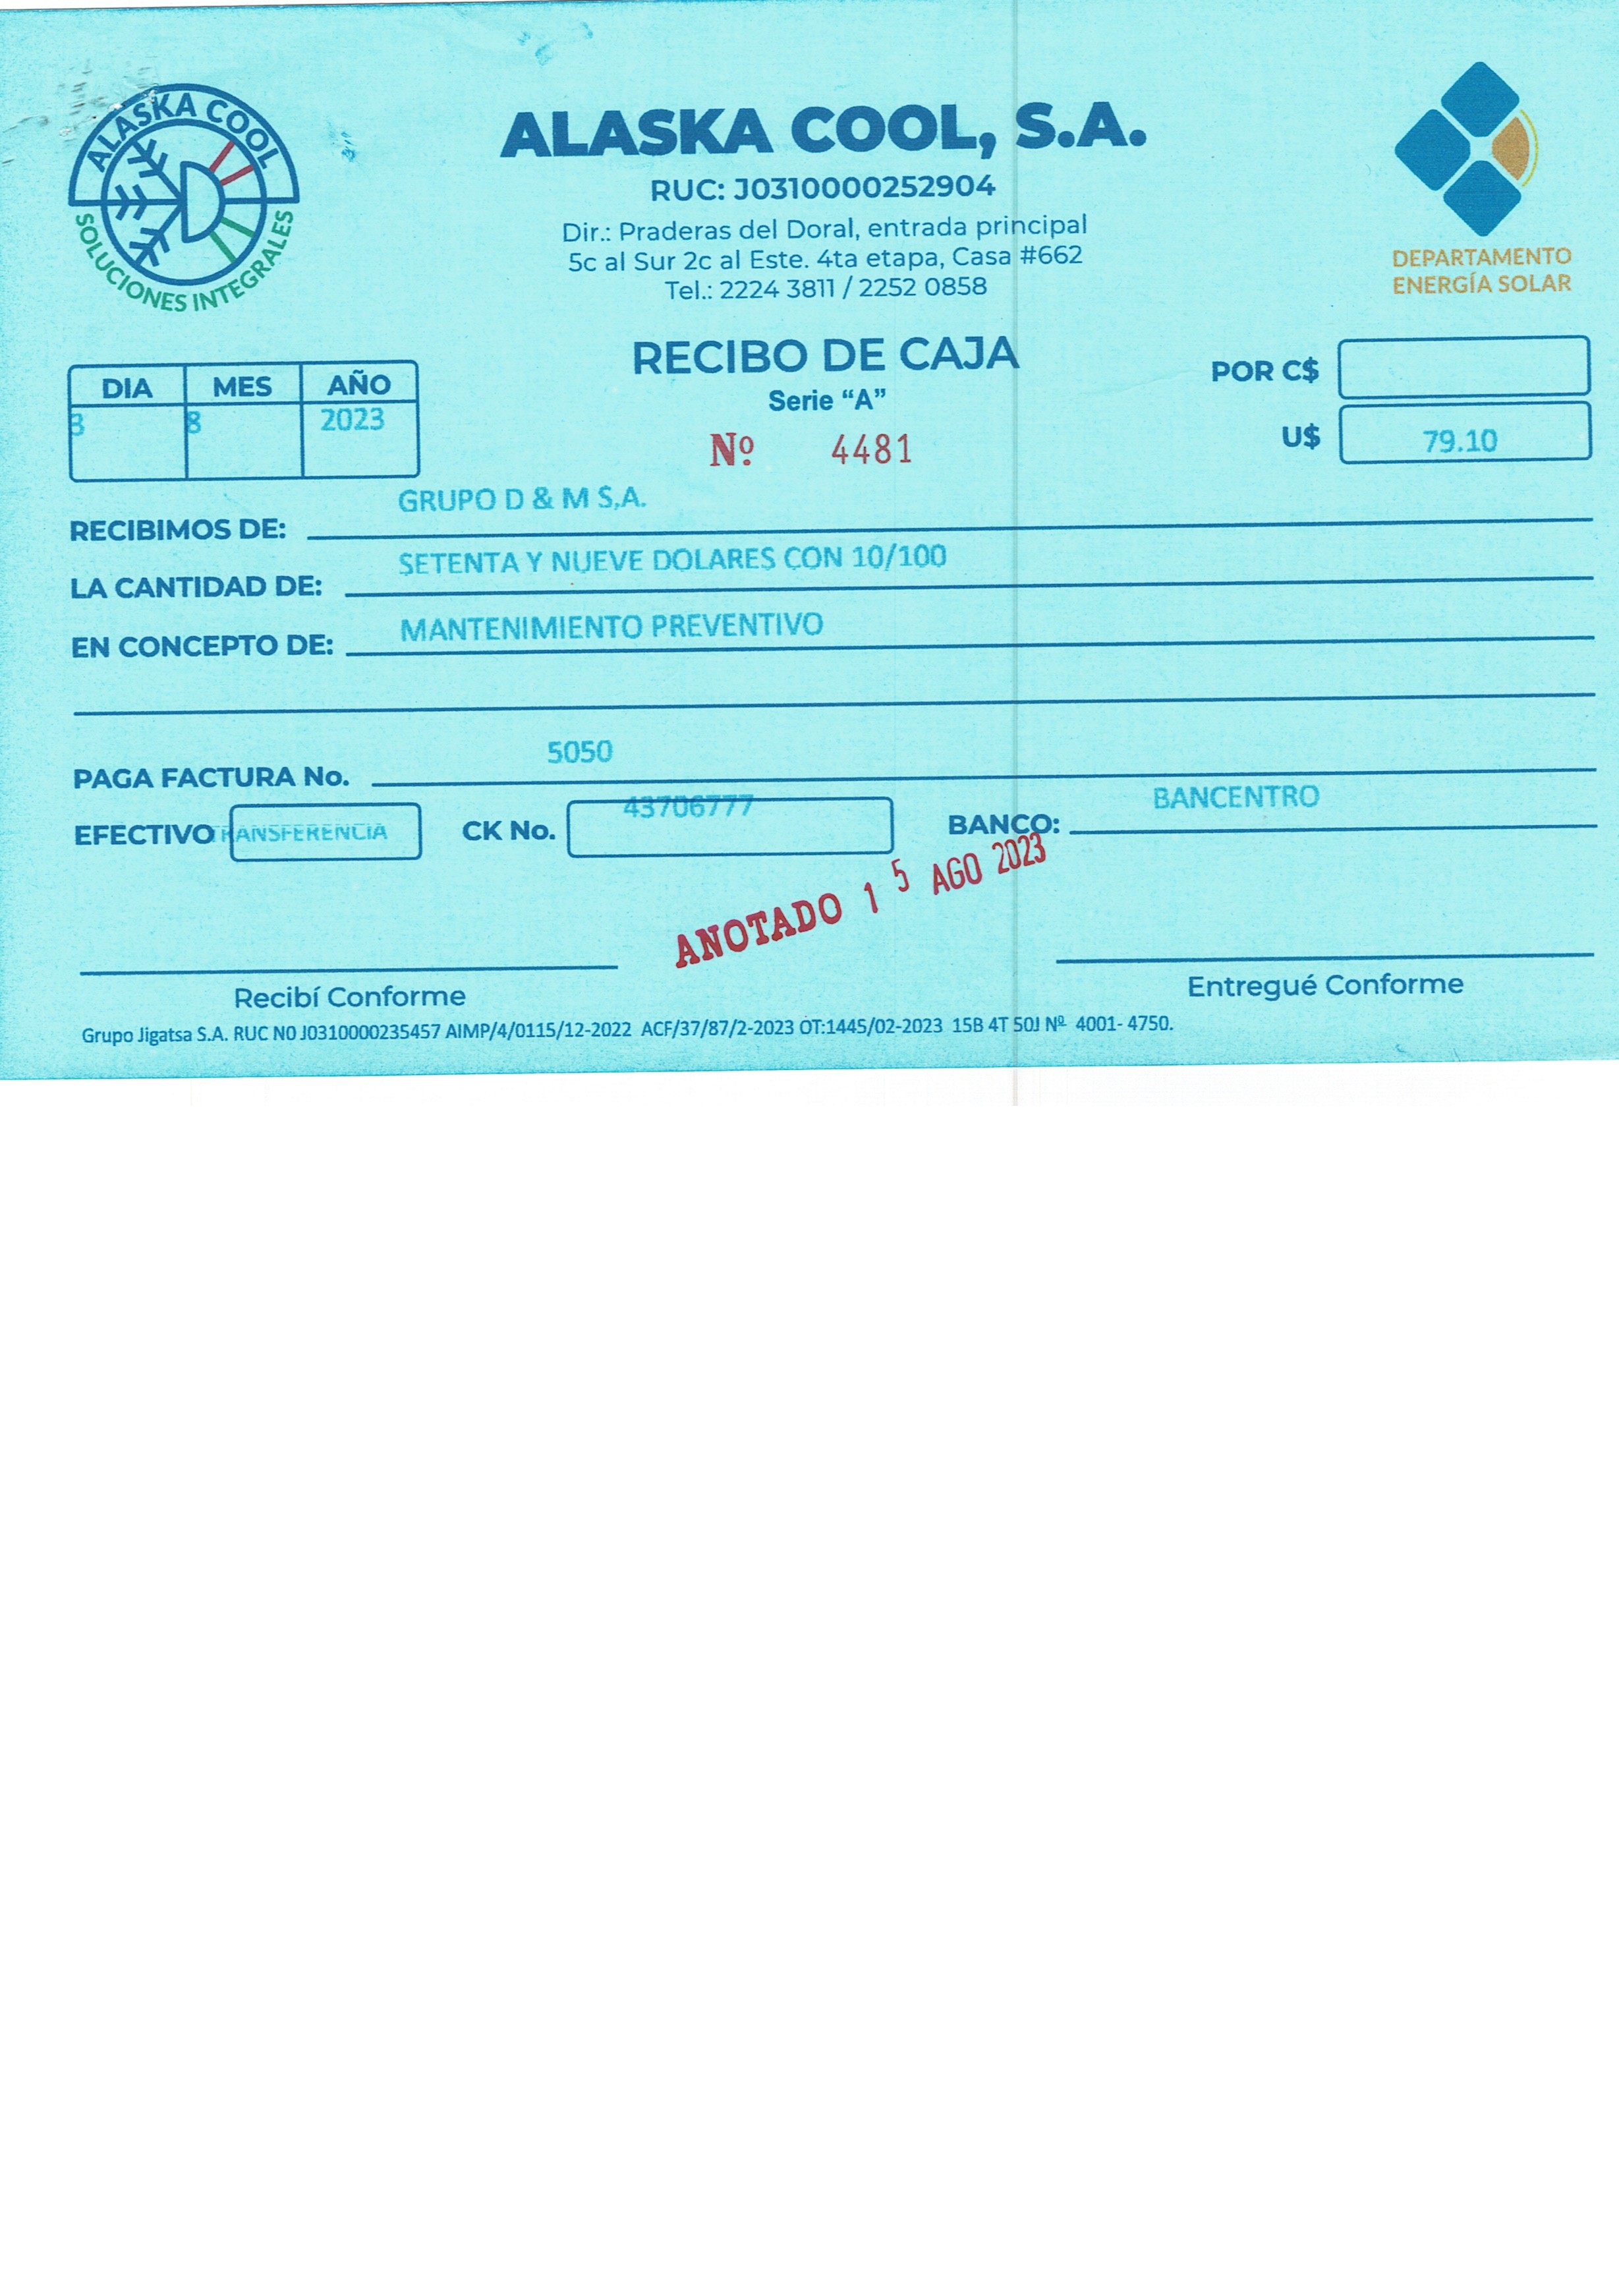 ALASKA COOL
SOLUCIONES INTEGRALES
ALASKA COOL, S.A.
RUC: J0310000252904
Dir.: Praderas del Doral, entrada principal
5c al Sur 2c al Este. 4ta etapa, Casa #662
Tel.: 2224 3811 / 2252 0858
DEPARTAMENTO
ENERGÍA SOLAR
RECIBO DE CAJA
Serie “A”
Nº 4481
DIA MES AÑO
3 8 2023
POR C$
U$ 79.10
RECIBIMOS DE: GRUPO D & M S,A.
LA CANTIDAD DE: SETENTA Y NUEVE DOLARES CON 10/100
EN CONCEPTO DE: MANTENIMIENTO PREVENTIVO
PAGA FACTURA No. 5050
EFECTIVO TRANSFERENCIA CK No. 43706777 BANCO: BANCENTRO
ANOTADO 15 AGO 2023
Recibí Conforme
Entregué Conforme
Grupo Jigatsa S.A. RUC N0 J0310000235457 AIMP/4/0115/12-2022 ACF/37/87/2-2023 OT:1445/02-2023 15B 4T 50J Nº 4001- 4750.